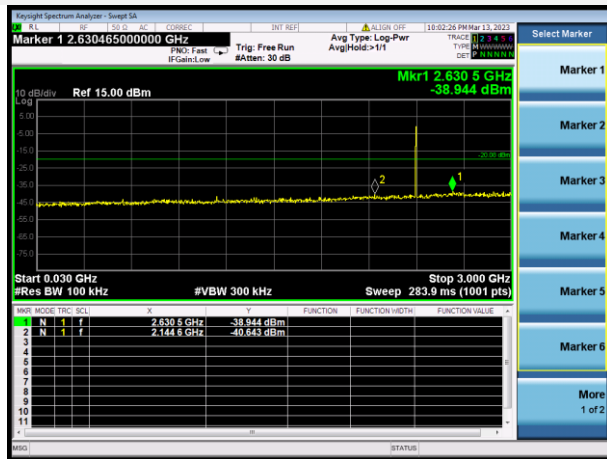 Keysight Spectrum Analyzer - Swept SA
RL RF 50 Ω AC CORREC INT REF ALIGN OFF 10:02:26 PM Mar 13, 2023
Marker 1 2.630465000000 GHz
PNO: Fast
IFGain:Low
Trig: Free Run
#Atten: 30 dB
Avg Type: Log-Pwr
Avg|Hold:>1/1
TRACE 1 2 3 4 5 6
TYPE M WWWWW
DET P NNNNN
Select Marker
Mkr1 2.630 5 GHz
-38.944 dBm
10 dB/div Ref 15.00 dBm
Log
5.00
-5.00
-15.0
-20.00 dBm
-25.0
-35.0
-45.0
-55.0
-65.0
-75.0
2
1
Start 0.030 GHz
Stop 3.000 GHz
#Res BW 100 kHz
#VBW 300 kHz
Sweep 283.9 ms (1001 pts)
MKR MODE TRC SCL X Y FUNCTION FUNCTION WIDTH FUNCTION VALUE
1 N 1 f 2.630 5 GHz -38.944 dBm
2 N 1 f 2.144 6 GHz -40.643 dBm
3
4
5
6
7
8
9
10
11
MSG
STATUS
Marker 1
Marker 2
Marker 3
Marker 4
Marker 5
Marker 6
More
1 of 2